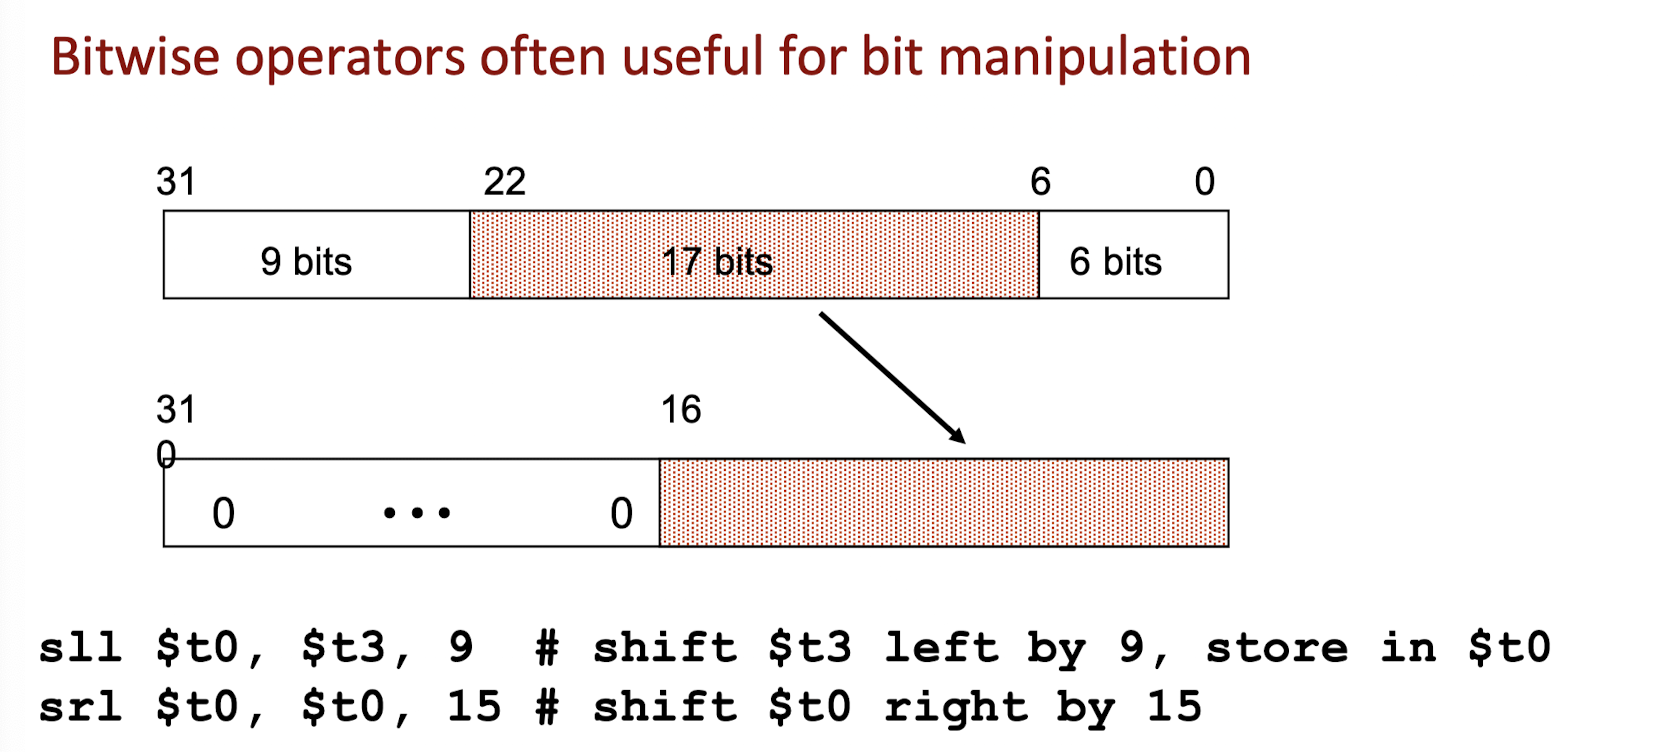 Bitwise operators often useful for bit manipulation
31 22 6 0
9 bits 17 bits 6 bits
31 16
0
0 ... 0
sll $t0, $t3, 9 # shift $t3 left by 9, store in $t0
srl $t0, $t0, 15 # shift $t0 right by 15